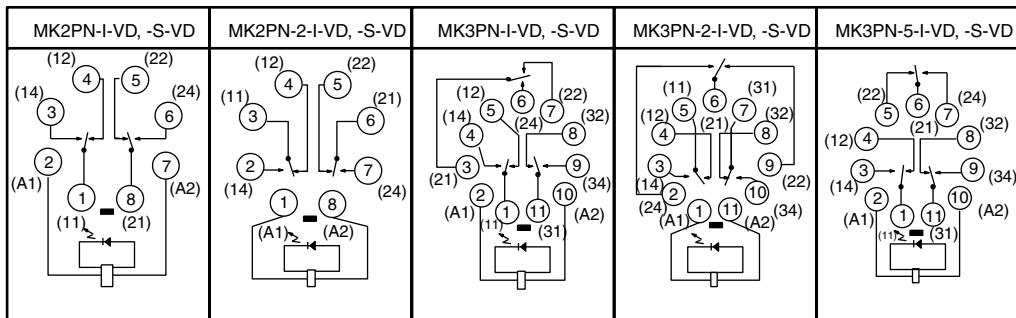 MK2PN-I-VD, -S-VD
MK2PN-2-I-VD, -S-VD
MK3PN-I-VD, -S-VD
MK3PN-2-I-VD, -S-VD
MK3PN-5-I-VD, -S-VD
(12) (22)
4 5
(14) (24)
3 6
2 7
(A1) (A2)
1 8
(11) (21)
(12) (22)
4 5
(11) (21)
3 6
2 7
(14) (24)
1 8
(A1) (A2)
6 7
(12) 5 (22)
(14) (24) (32)
4 8
3 9
(21) (34)
2 10
(A1) 1 11 (A2)
(11) (31)
(11) (31)
5 6 7
(12) (21) (32)
4 8
3 9
(14) (22)
2 10
(24) (34)
(A1) 1 11 (A2)
(22) 6 (24)
5 7
(12) (21) (32)
4 8
3 9
(14) (34)
2 10
(A1) 1 11 (A2)
(11) (31)